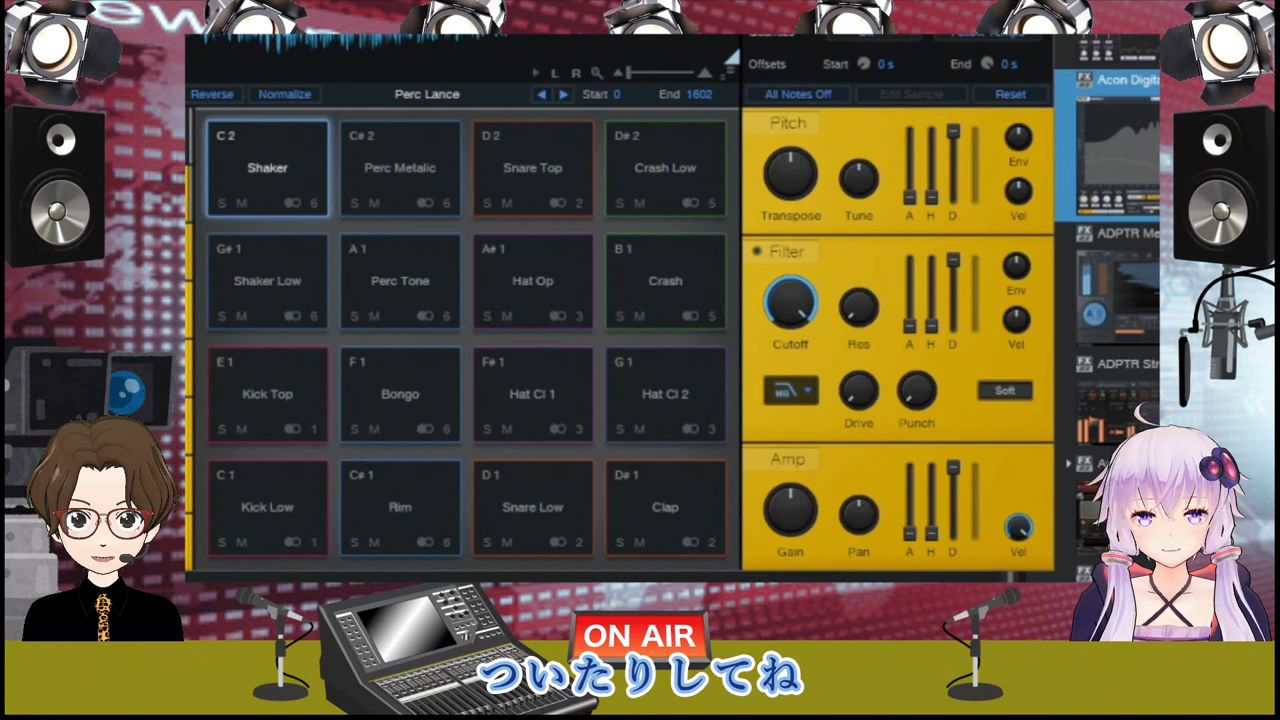 ew
L R
Offsets Start 0 s End 0 s
Reverse Normalize Perc Lance Start 0 End 1602
All Notes Off Edit Sample Reset
FX Acon Digita
C 2 Shaker S M 6
C# 2 Perc Metalic S M 6
D 2 Snare Top S M 2
D# 2 Crash Low S M 5
G# 1 Shaker Low S M 6
A 1 Perc Tone S M 6
A# 1 Hat Op S M 3
B 1 Crash S M 5
E 1 Kick Top S M 1
F 1 Bongo S M 6
F# 1 Hat Cl 1 S M 3
G 1 Hat Cl 2 S M 3
C 1 Kick Low S M 1
C# 1 Rim S M 6
D 1 Snare Low S M 2
D# 1 Clap S M 2
Pitch
Env
Transpose Tune A H D Vel
Filter
Env
Cutoff Res A H D Vel
MG Soft
Drive Punch
Amp
Gain Pan A H D Vel
FX ADPTR Me
FX ADPTR Str
FX A
FX
ON AIR
ついたりしてね